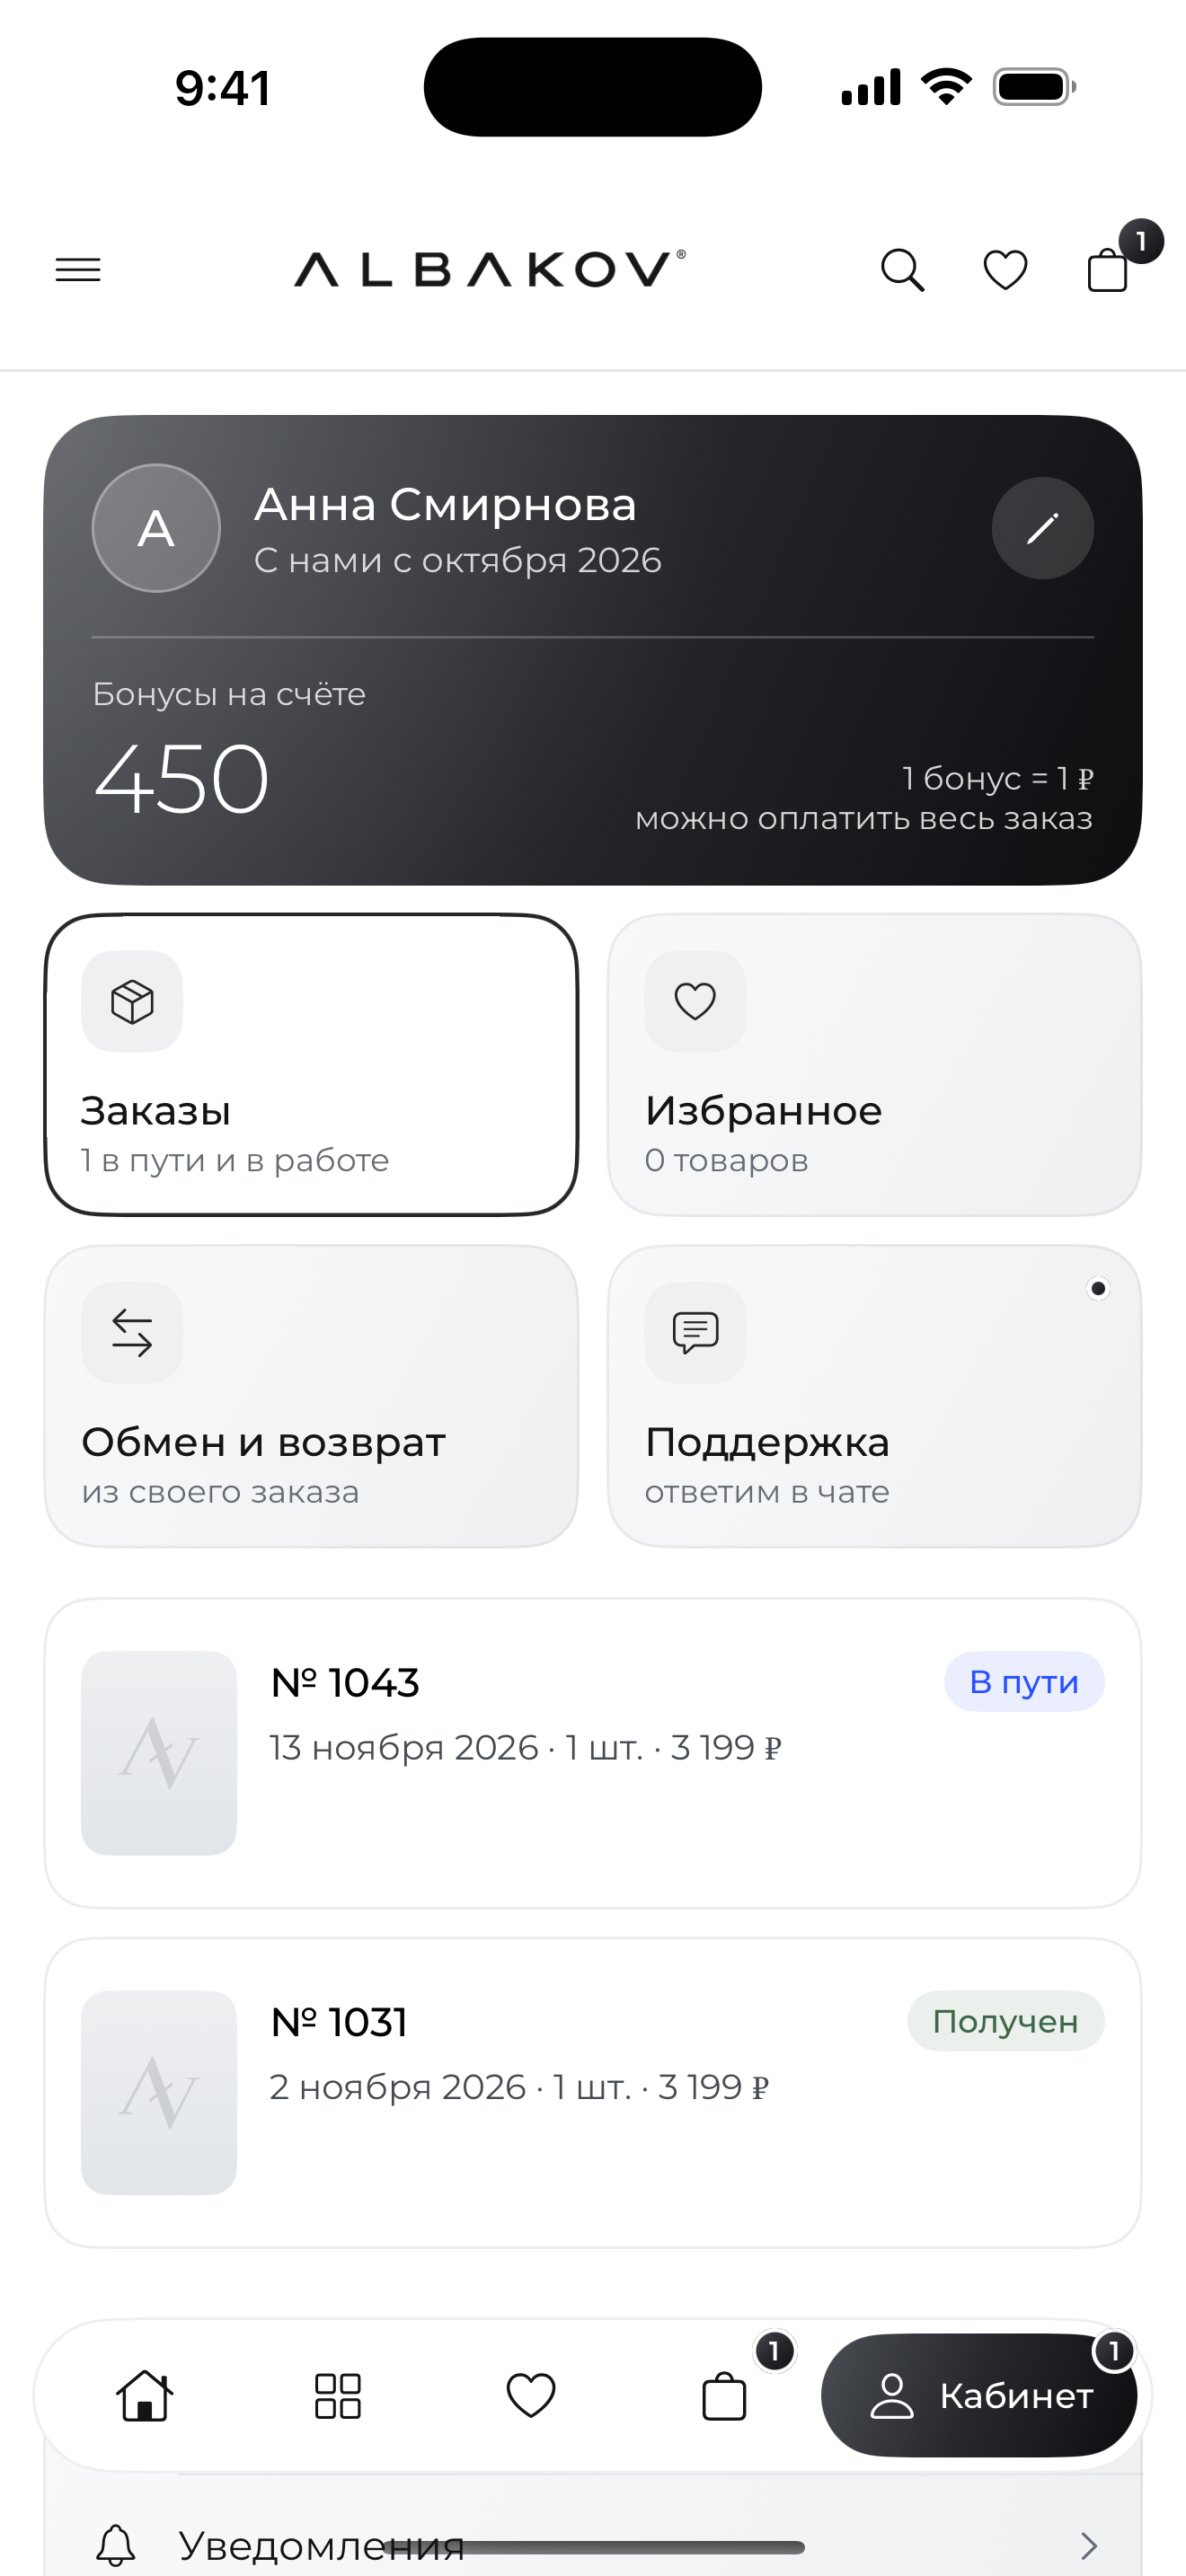 9:41
ALBAKOV®
1
А
Анна Смирнова
С нами с октября 2026
Бонусы на счёте
450
1 бонус = 1 ₽
можно оплатить весь заказ
Заказы
1 в пути и в работе
Избранное
0 товаров
Обмен и возврат
из своего заказа
Поддержка
ответим в чате
№ 1043
В пути
13 ноября 2026 · 1 шт. · 3 199 ₽
№ 1031
Получен
2 ноября 2026 · 1 шт. · 3 199 ₽
1
1
Кабинет
Уведомления